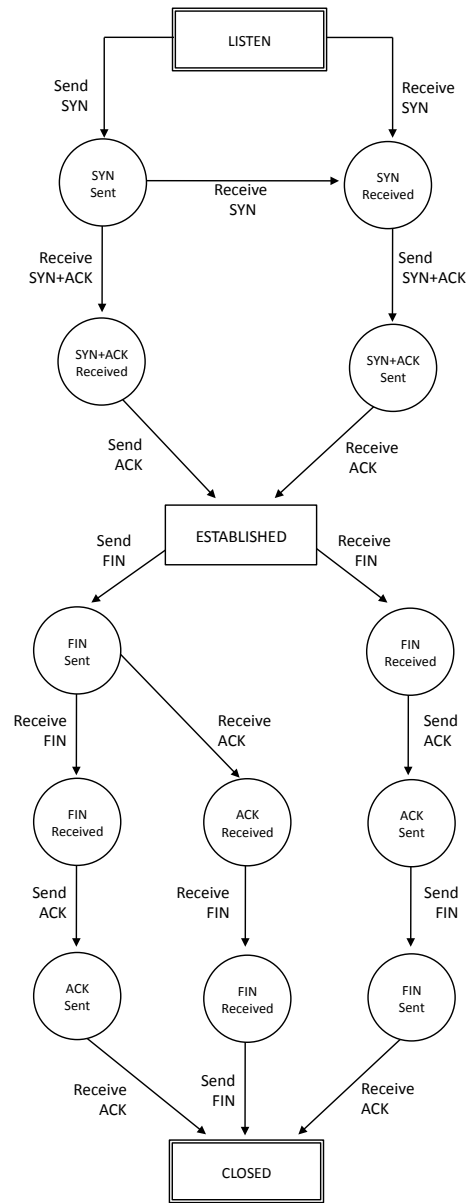 LISTEN
Send
SYN
Receive
SYN
SYN
Sent
Receive
SYN
SYN
Received
Receive
SYN+ACK
Send
SYN+ACK
SYN+ACK
Received
SYN+ACK
Sent
Send
ACK
Receive
ACK
ESTABLISHED
Send
FIN
Receive
FIN
FIN
Sent
FIN
Received
Receive
FIN
Receive
ACK
Send
ACK
FIN
Received
ACK
Received
ACK
Sent
Send
ACK
Receive
FIN
Send
FIN
ACK
Sent
FIN
Received
FIN
Sent
Receive
ACK
Send
FIN
Receive
ACK
CLOSED